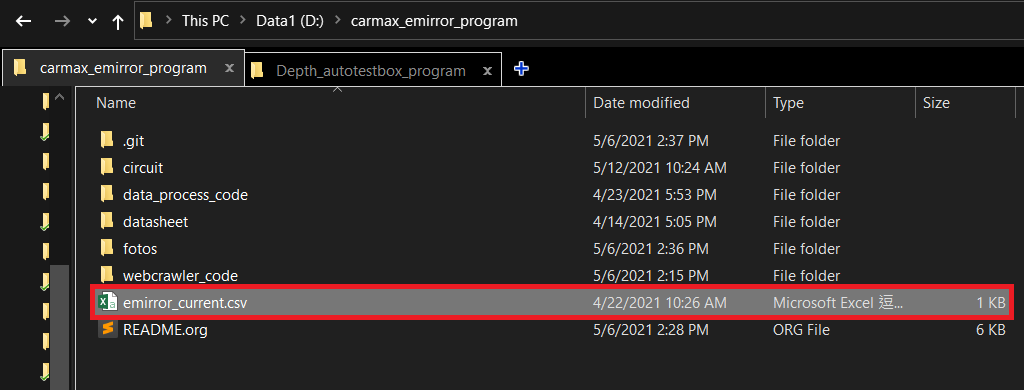 This PC > Data1 (D:) > carmax_emirror_program
carmax_emirror_program x Depth_autotestbox_program x
Name Date modified Type Size
.git 5/6/2021 2:37 PM File folder
circuit 5/12/2021 10:24 AM File folder
data_process_code 4/23/2021 5:53 PM File folder
datasheet 4/14/2021 5:05 PM File folder
fotos 5/6/2021 2:36 PM File folder
webcrawler_code 5/6/2021 2:15 PM File folder
emirror_current.csv 4/22/2021 10:26 AM Microsoft Excel 逗... 1 KB
README.org 5/6/2021 2:28 PM ORG File 6 KB